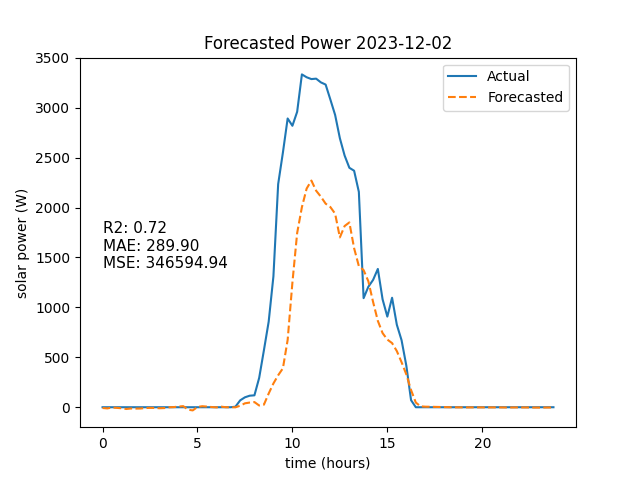 Forecasted Power 2023-12-02
Actual
Forecasted
R2: 0.72
MAE: 289.90
MSE: 346594.94
solar power (W)
3500
3000
2500
2000
1500
1000
500
0
0 5 10 15 20
time (hours)